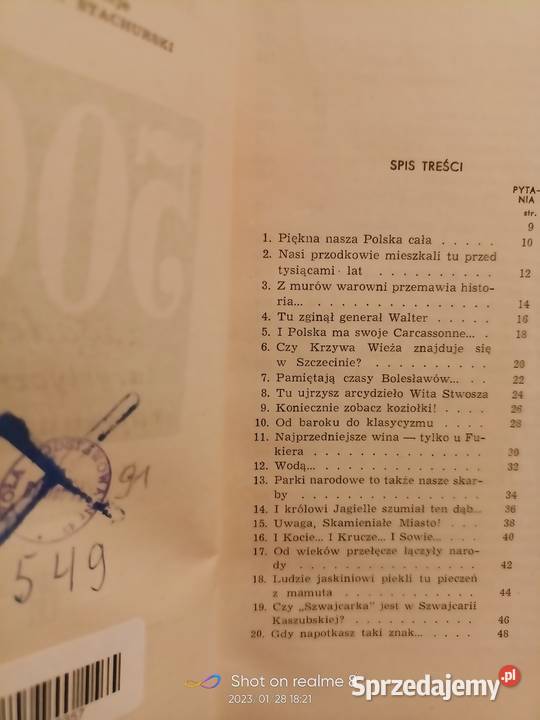 STACHURSKI
50
91
549
SPIS TREŚCI
PYTA-
NIA
str.
9
1. Piękna nasza Polska cała . . . . . 10
2. Nasi przodkowie mieszkali tu przed
tysiącami lat . . . . . . . . . . 12
3. Z murów warowni przemawia histo-
ria... . . . . . . . . . . . . . 14
4. Tu zginął generał Walter . . . . . 16
5. I Polska ma swoje Carcassonne... . 18
6. Czy Krzywa Wieża znajduje się
w Szczecinie? . . . . . . . . . . 20
7. Pamiętają czasy Bolesławów... . . 22
8. Tu ujrzysz arcydzieło Wita Stwosza 24
9. Koniecznie zobacz koziołki! . . . . 26
10. Od baroku do klasycyzmu . . . . 28
11. Najprzedniejsze wina — tylko u Fu-
kiera . . . . . . . . . . . . . 30
12. Wodą... . . . . . . . . . . . . 32
13. Parki narodowe to także nasze skar-
by . . . . . . . . . . . . . . 34
14. I królowi Jagielle szumiał ten dąb... 36
15. Uwaga, Skamieniałe Miasto! . . . 38
16. I Kocie... I Krucze... I Sowie... . . 40
17. Od wieków przełęcze łączyły naro-
dy . . . . . . . . . . . . . . 42
18. Ludzie jaskiniowi piekli tu pieczeń
z mamuta . . . . . . . . . . . 44
19. Czy „Szwajcarka” jest w Szwajcarii
Kaszubskiej? . . . . . . . . . . 46
20. Gdy napotkasz taki znak... . . . . 48
Shot on realme 8
2023. 01. 28 18:21
Sprzedajemy.pl